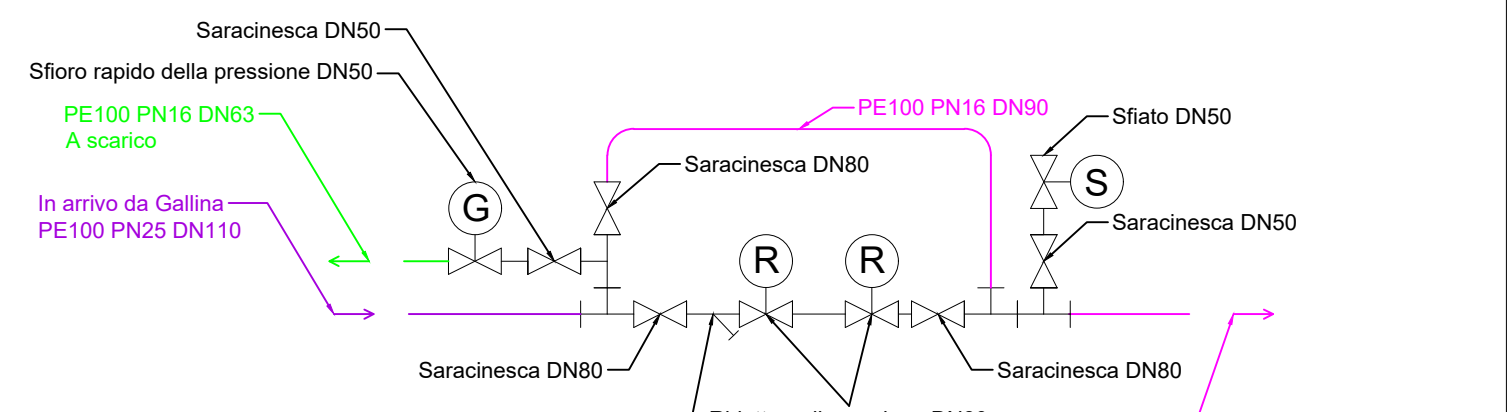 Saracinesca DN50
Sfioro rapido della pressione DN50
PE100 PN16 DN63
A scarico
In arrivo da Gallina
PE100 PN25 DN110
G
PE100 PN16 DN90
Saracinesca DN80
Sfiato DN50
S
Saracinesca DN50
R
R
Saracinesca DN80
Saracinesca DN80